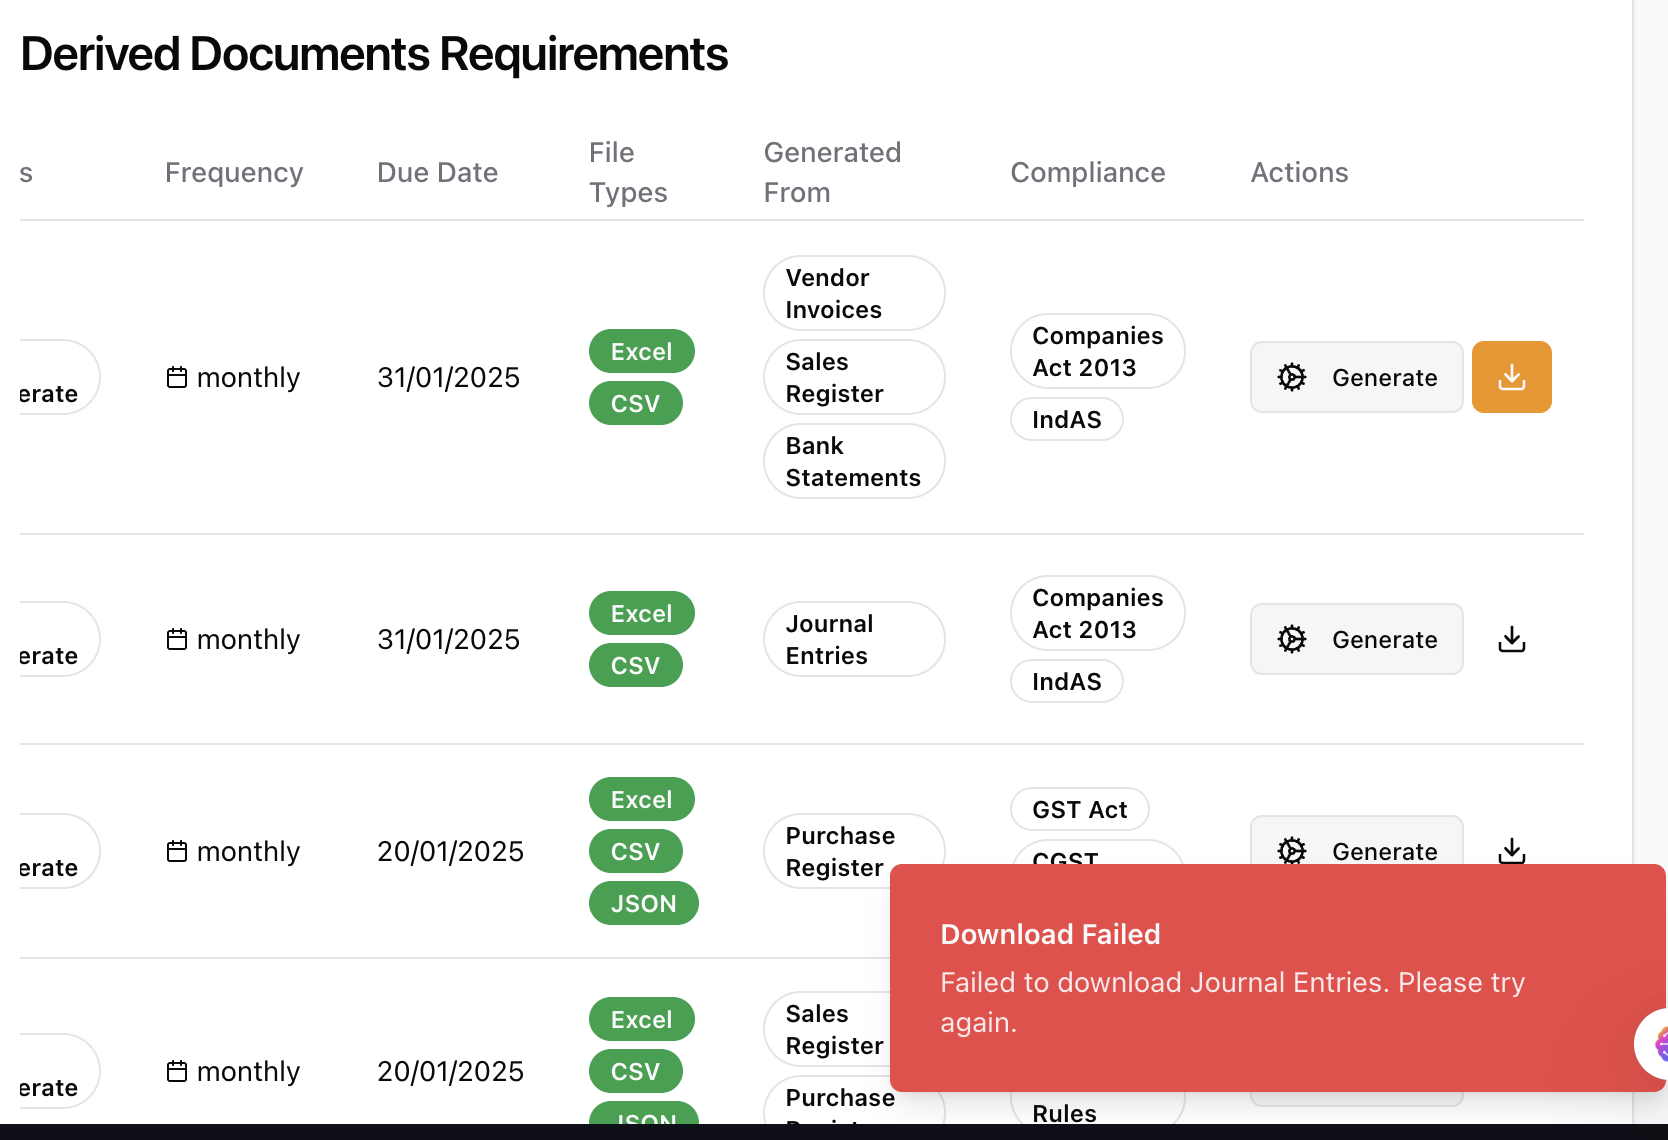 Derived Documents Requirements
s
Frequency
Due Date
File
Types
Generated
From
Compliance
Actions
erate
monthly
31/01/2025
Excel
CSV
Vendor
Invoices
Sales
Register
Bank
Statements
Companies
Act 2013
IndAS
Generate
erate
monthly
31/01/2025
Excel
CSV
Journal
Entries
Companies
Act 2013
IndAS
Generate
erate
monthly
20/01/2025
Excel
CSV
JSON
Purchase
Register
GST Act
CGST
Generate
erate
monthly
20/01/2025
Excel
CSV
JSON
Sales
Register
Purchase
Rules
Download Failed
Failed to download Journal Entries. Please try
again.